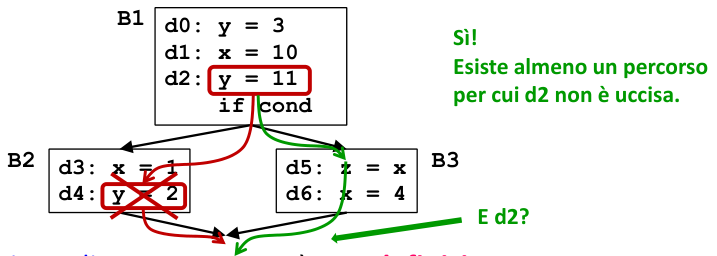 B1
d0: y = 3
d1: x = 10
d2: y = 11
if cond
Sì!
Esiste almeno un percorso
per cui d2 non è uccisa.
B2
d3: x = 1
d4: y = 2
d5: z = x
d6: x = 4
B3
E d2?